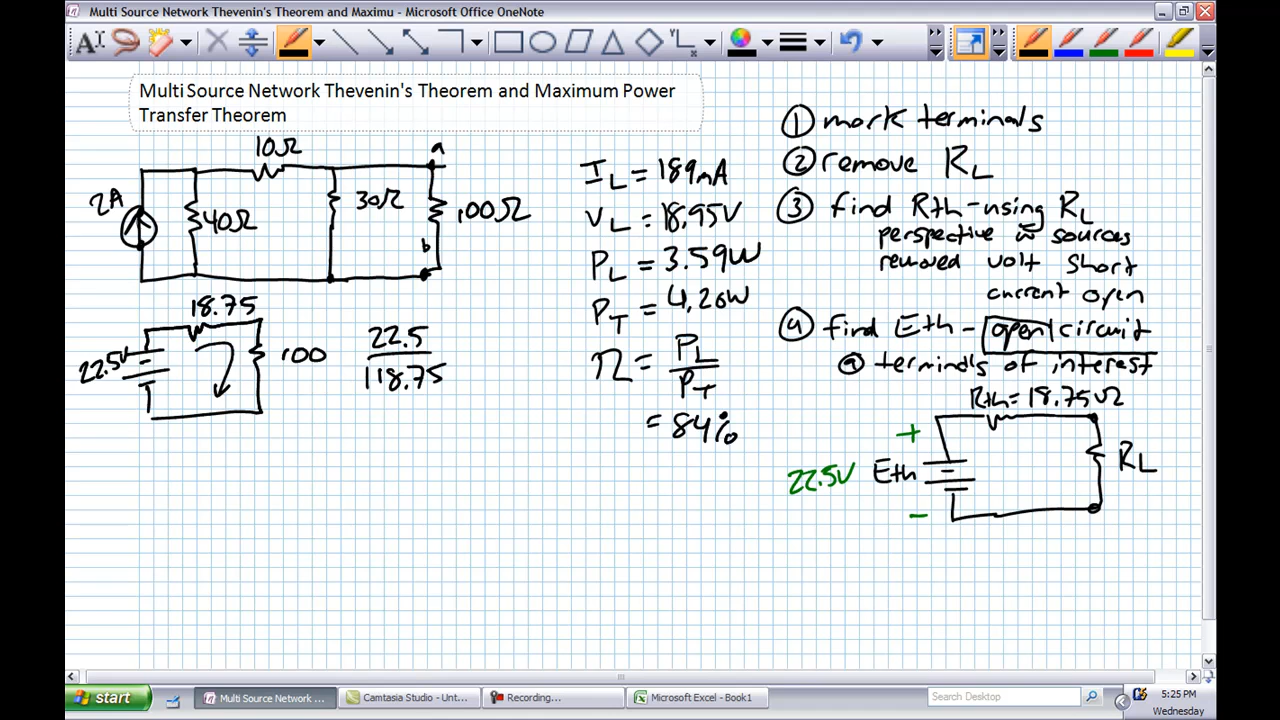 Multi Source Network Thevenin's Theorem and Maximu - Microsoft Office OneNote
Multi Source Network Thevenin's Theorem and Maximum Power
Transfer Theorem
10Ω
a
2A
40Ω
30Ω
100Ω
b
18.75
22.5V
100
22.5
118.75
IL = 189mA
VL = 18.95V
PL = 3.59W
PT = 4.26W
η = PL/PT
= 84%
① mark terminals
② remove RL
③ find Rth - using RL
perspective w sources
removed volt short
current open
④ find Eth - open circuit
@ terminals of interest
Rth = 18.75Ω
+
22.5V Eth
RL
-
start
Multi Source Network ...
Camtasia Studio - Unt...
Recording...
Microsoft Excel - Book1
Search Desktop
5:25 PM
Wednesday